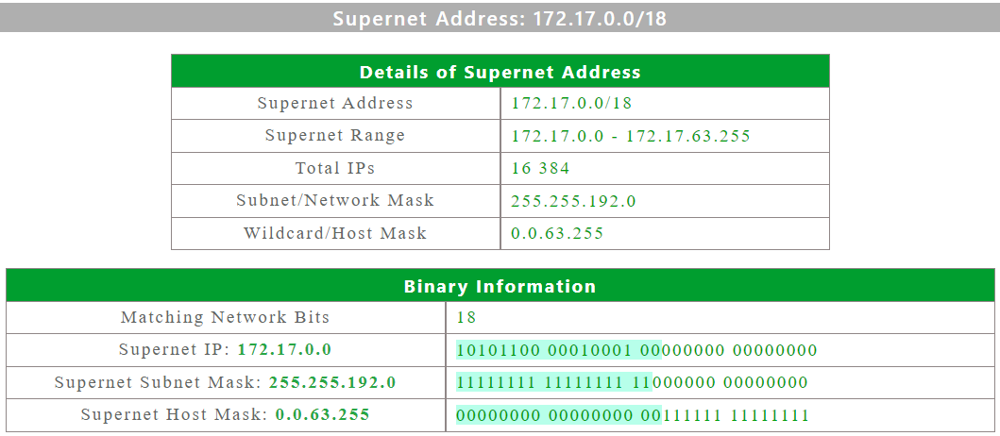 Supernet Address: 172.17.0.0/18
Details of Supernet Address
Supernet Address 172.17.0.0/18
Supernet Range 172.17.0.0 - 172.17.63.255
Total IPs 16 384
Subnet/Network Mask 255.255.192.0
Wildcard/Host Mask 0.0.63.255
Binary Information
Matching Network Bits 18
Supernet IP: 172.17.0.0 10101100 00010001 00000000 00000000
Supernet Subnet Mask: 255.255.192.0 11111111 11111111 11000000 00000000
Supernet Host Mask: 0.0.63.255 00000000 00000000 00111111 11111111